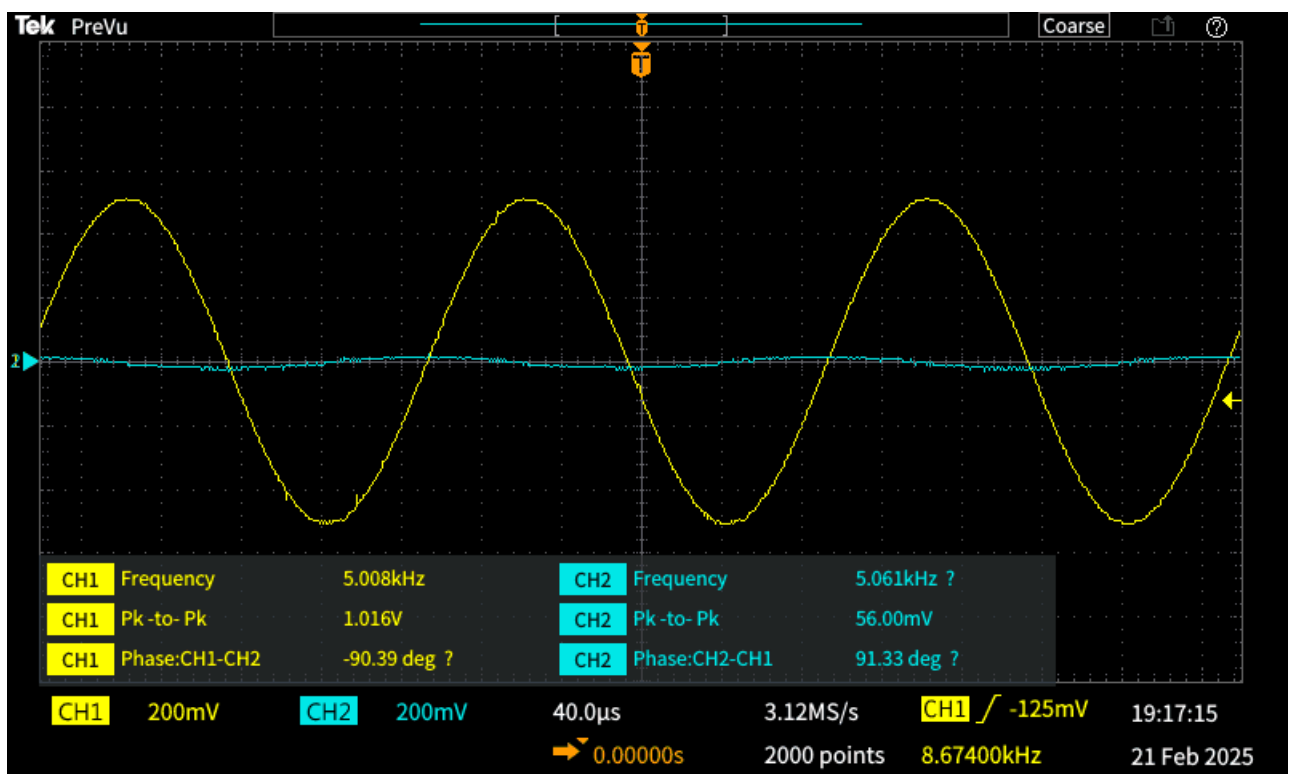 Tek PreVu T Coarse ?
T
2
CH1 Frequency 5.008kHz CH2 Frequency 5.061kHz ?
CH1 Pk -to- Pk 1.016V CH2 Pk -to- Pk 56.00mV
CH1 Phase:CH1-CH2 -90.39 deg ? CH2 Phase:CH2-CH1 91.33 deg ?
CH1 200mV CH2 200mV 40.0µs 3.12MS/s CH1 -125mV 19:17:15
0.00000s 2000 points 8.67400kHz 21 Feb 2025